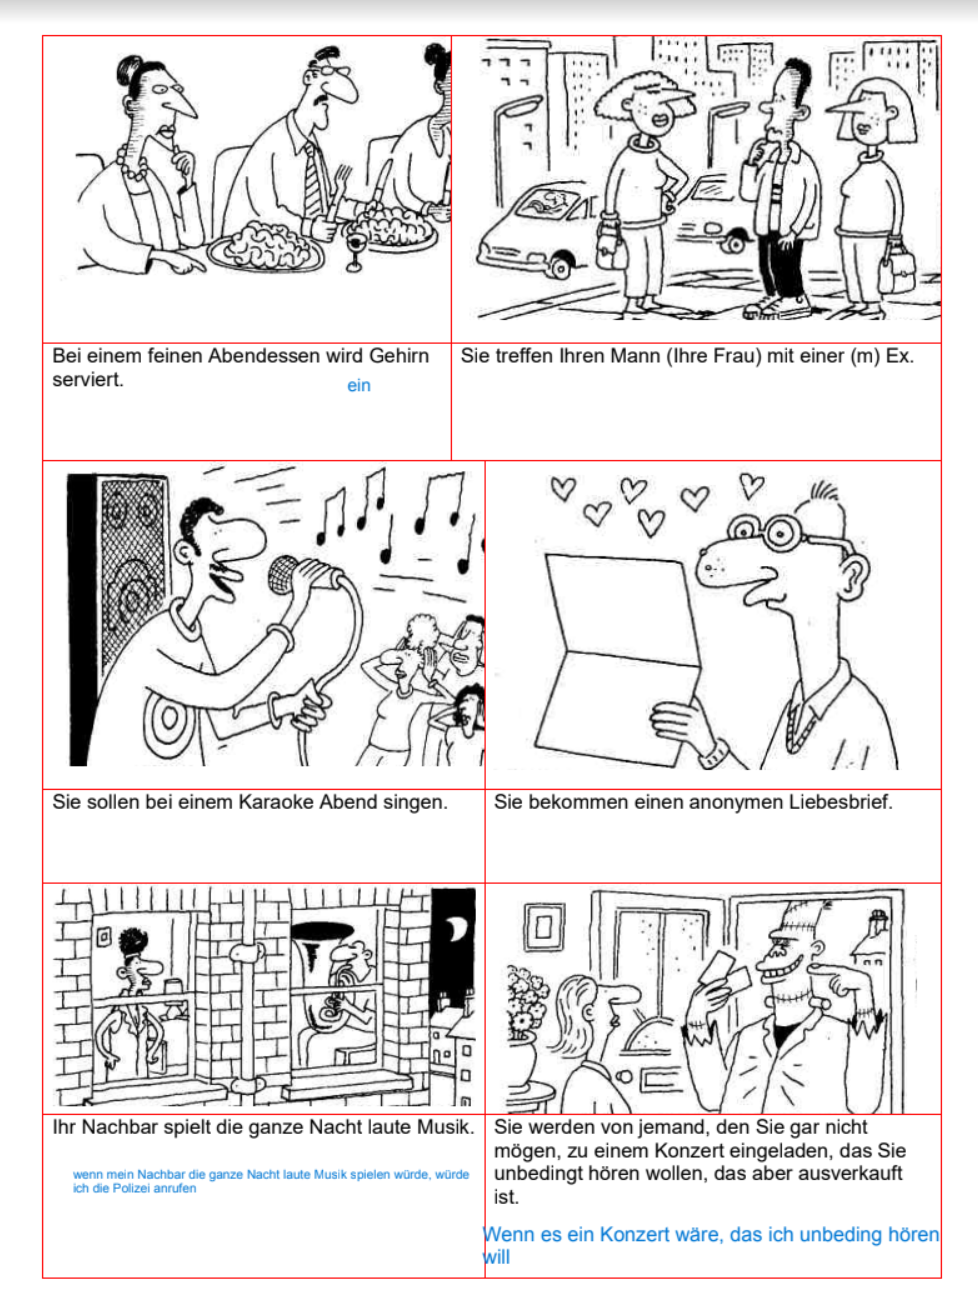 Bei einem feinen Abendessen wird Gehirn
serviert.
ein
Sie treffen Ihren Mann (Ihre Frau) mit einer (m) Ex.
Sie sollen bei einem Karaoke Abend singen.
Sie bekommen einen anonymen Liebesbrief.
Ihr Nachbar spielt die ganze Nacht laute Musik.
wenn mein Nachbar die ganze Nacht laute Musik spielen würde, würde
ich die Polizei anrufen
Sie werden von jemand, den Sie gar nicht
mögen, zu einem Konzert eingeladen, das Sie
unbedingt hören wollen, das aber ausverkauft
ist.
Wenn es ein Konzert wäre, das ich unbeding hören
will